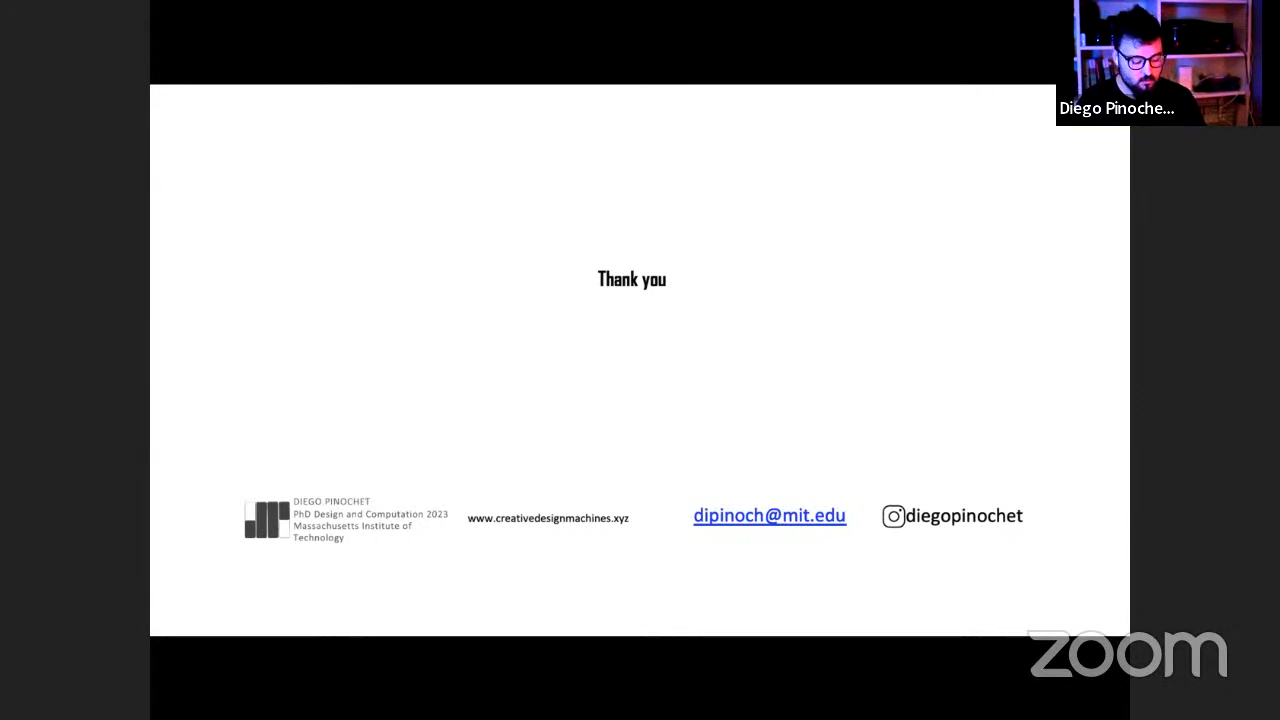 Diego Pinoche...
Thank you
DIEGO PINOCHET
PhD Design and Computation 2023
Massachusetts Institute of
Technology
www.creativedesignmachines.xyz
dipinoch@mit.edu
diegopinochet
zoom